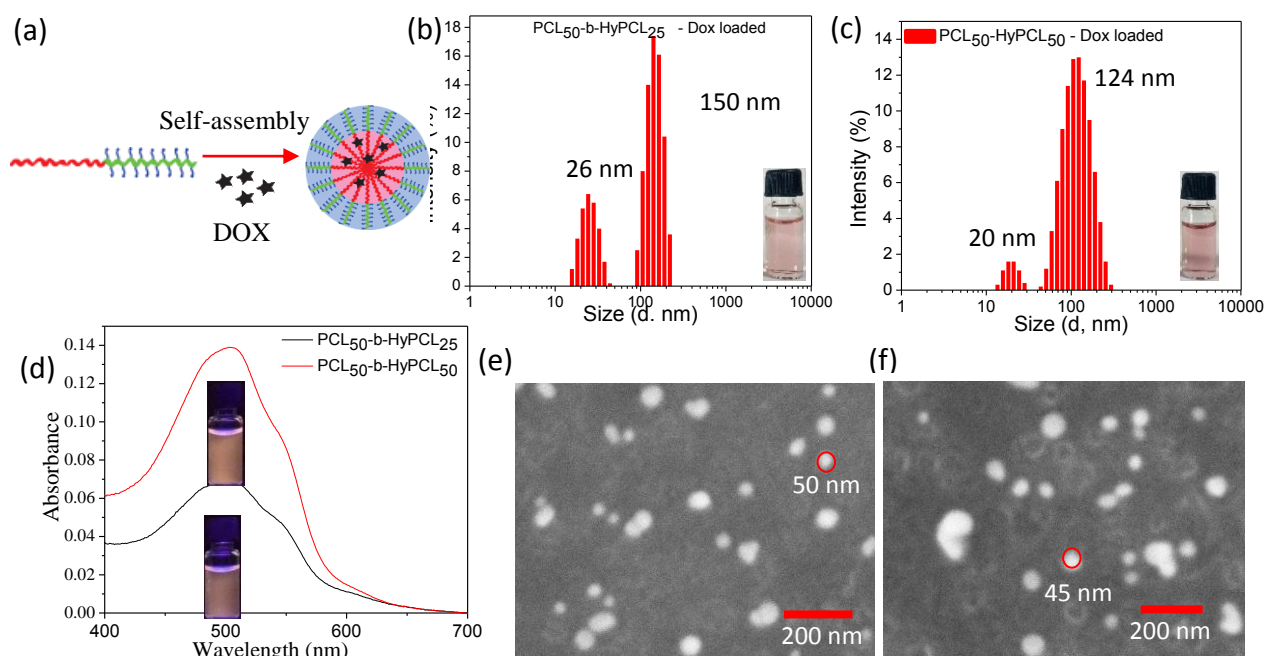 (a)
Self-assembly
DOX
(b)
PCL50-b-HyPCL25 - Dox loaded
150 nm
26 nm
18
16
14
12
10
8
6
4
2
0
1
10
100
1000
10000
Size (d. nm)
(c)
PCL50-HyPCL50 - Dox loaded
124 nm
20 nm
Intensity (%)
14
12
10
8
6
4
2
0
1
10
100
1000
10000
Size (d, nm)
(d)
PCL50-b-HyPCL25
PCL50-b-HyPCL50
Absorbance
0.14
0.12
0.10
0.08
0.06
0.04
0.02
0.00
400
500
600
700
Wavelength (nm)
(e)
50 nm
200 nm
(f)
45 nm
200 nm